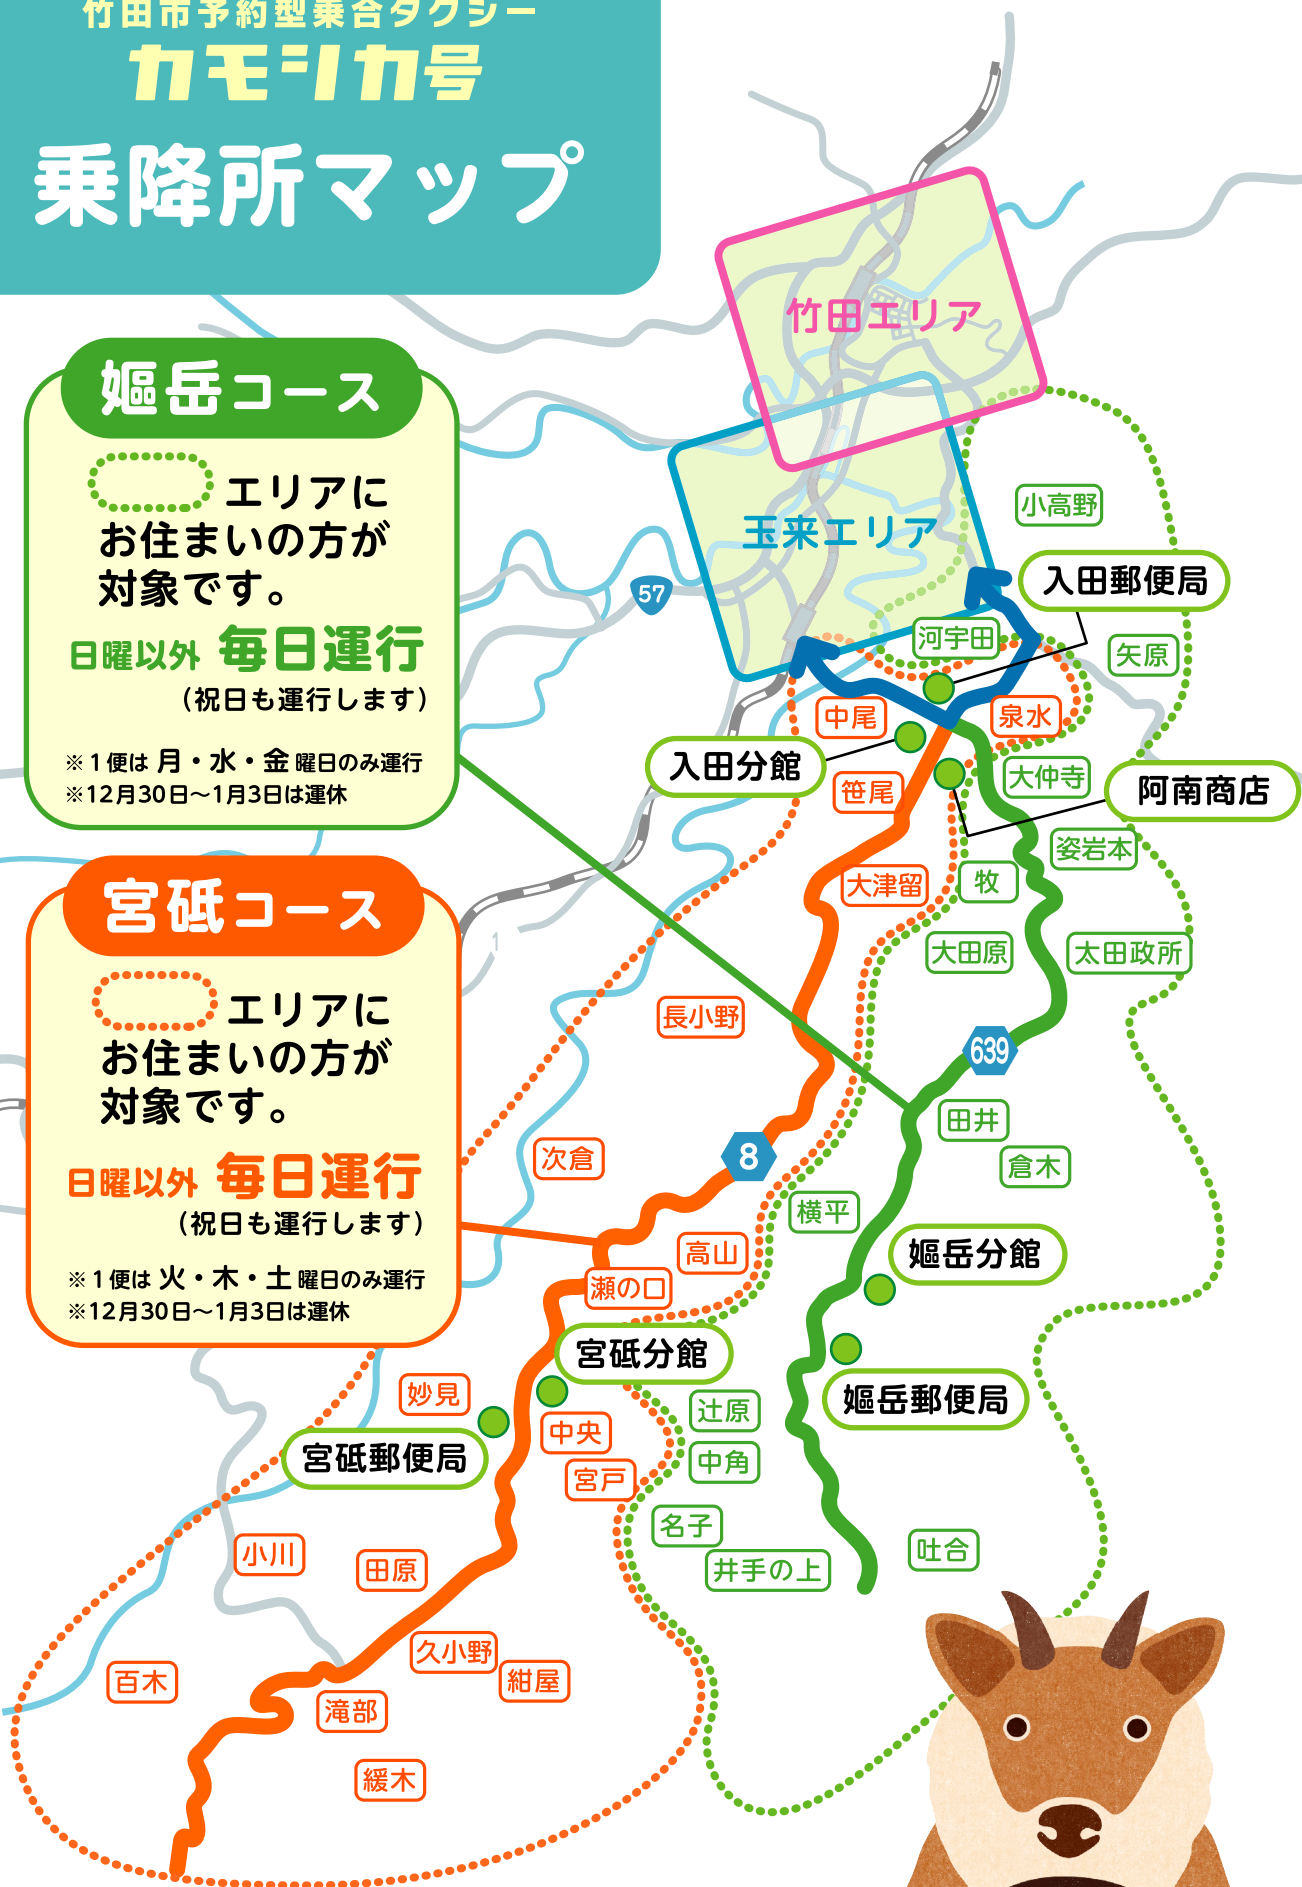 竹田市予約型乗合タクシー
カモシカ号
乗降所マップ
竹田エリア
玉来エリア
嫗岳コース
エリアに
お住まいの方が
対象です。
日曜以外 毎日運行
（祝日も運行します）
※１便は 月・水・金 曜日のみ運行
※12月30日〜1月3日は運休
宮砥コース
エリアに
お住まいの方が
対象です。
日曜以外 毎日運行
（祝日も運行します）
※１便は 火・木・土 曜日のみ運行
※12月30日〜1月3日は運休
57
小高野
入田郵便局
河宇田
矢原
中尾
泉水
入田分館
笹尾
大仲寺
阿南商店
姿岩本
大津留
牧
大田原
太田政所
1
長小野
639
田井
次倉
8
倉木
横平
高山
嫗岳分館
瀬の口
宮砥分館
妙見
辻原
嫗岳郵便局
中央
宮砥郵便局
中角
宮戸
名子
小川
田原
井手の上
吐合
久小野
百木
紺屋
滝部
緩木